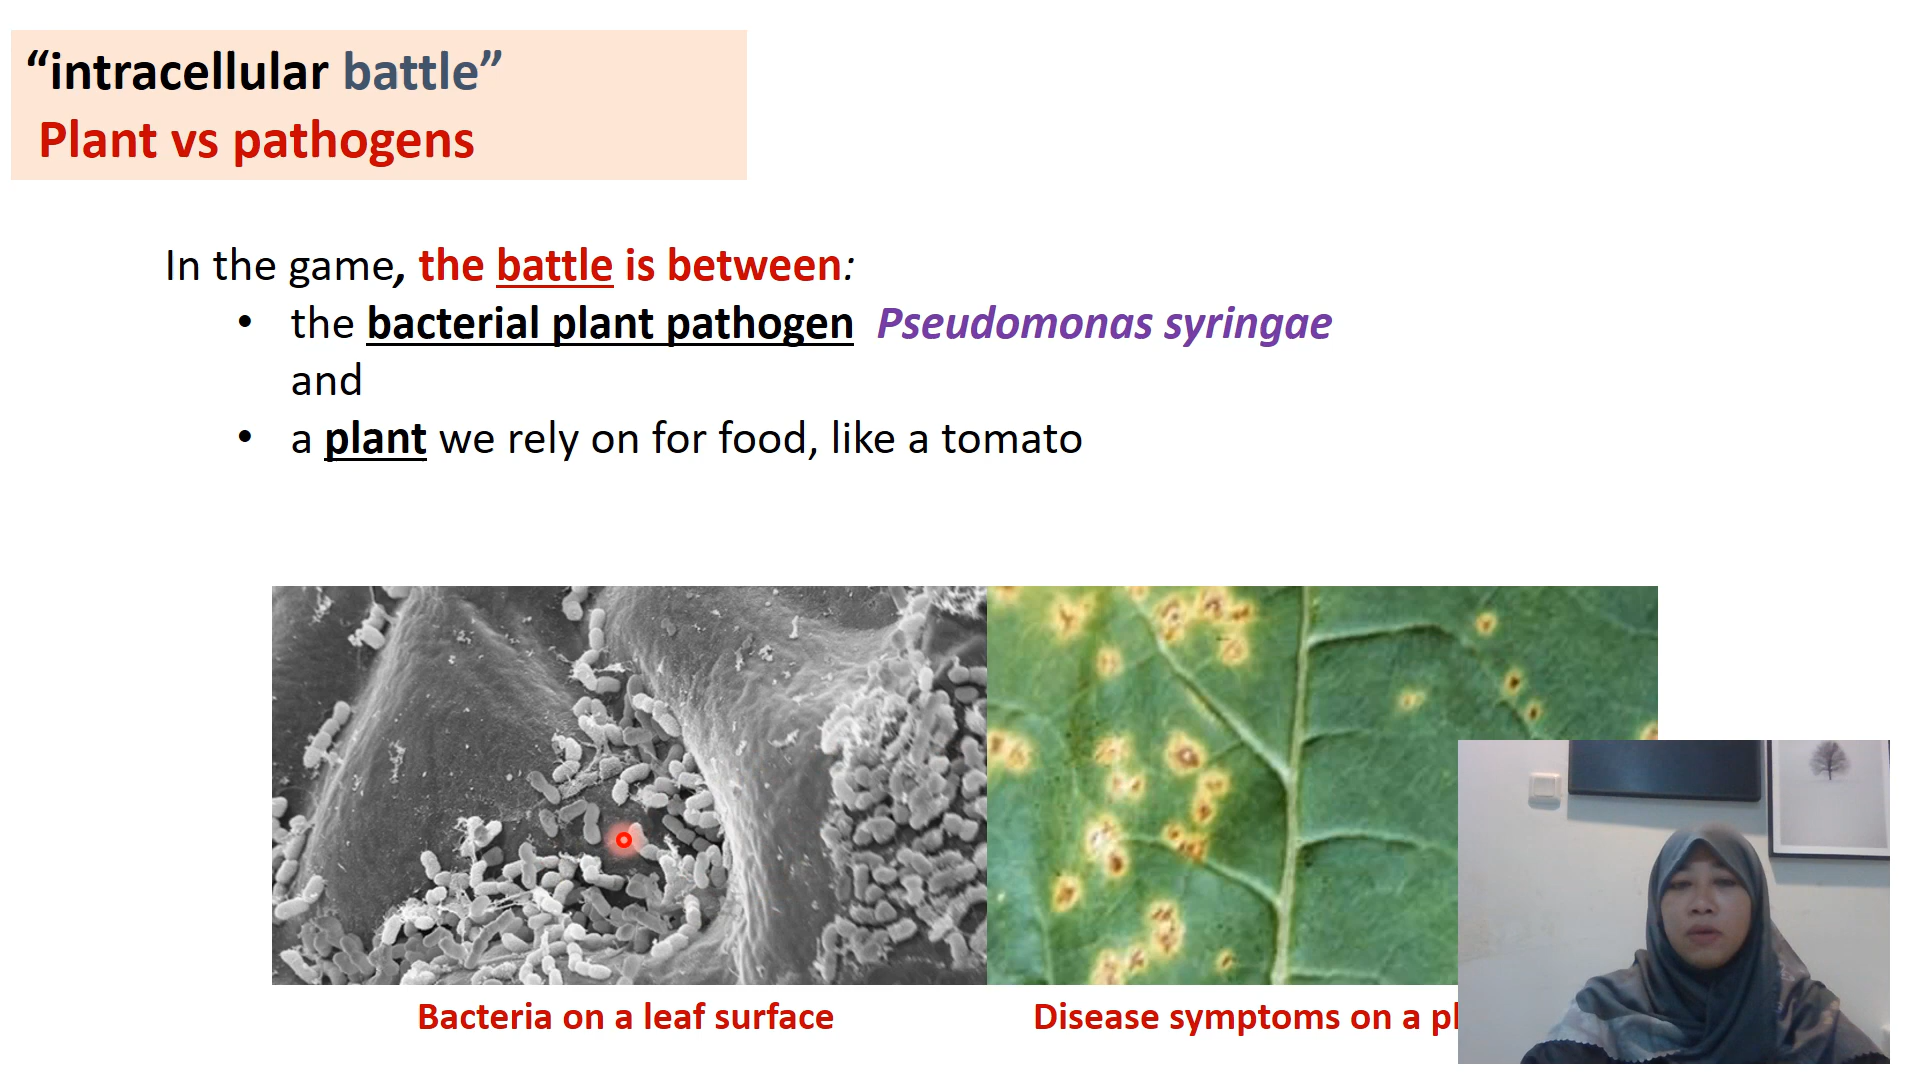 “intracellular battle”
Plant vs pathogens
In the game, the battle is between:
• the bacterial plant pathogen Pseudomonas syringae
and
• a plant we rely on for food, like a tomato
Bacteria on a leaf surface
Disease symptoms on a pl